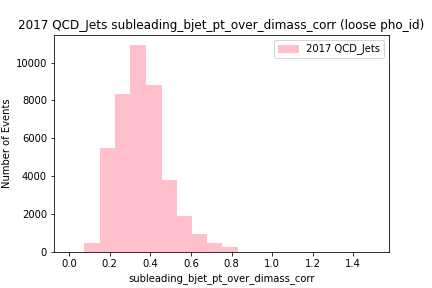 2017 QCD_Jets subleading_bjet_pt_over_dimass_corr (loose pho_id)
2017 QCD_Jets
Number of Events
10000
8000
6000
4000
2000
0
0.0 0.2 0.4 0.6 0.8 1.0 1.2 1.4
subleading_bjet_pt_over_dimass_corr